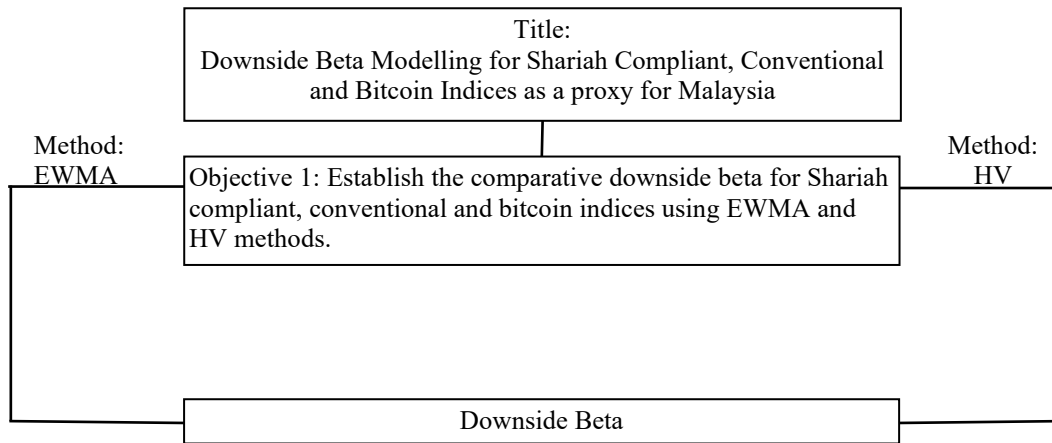 Title:
Downside Beta Modelling for Shariah Compliant, Conventional
and Bitcoin Indices as a proxy for Malaysia
Method:
EWMA
Method:
HV
Objective 1: Establish the comparative downside beta for Shariah
compliant, conventional and bitcoin indices using EWMA and
HV methods.
Downside Beta